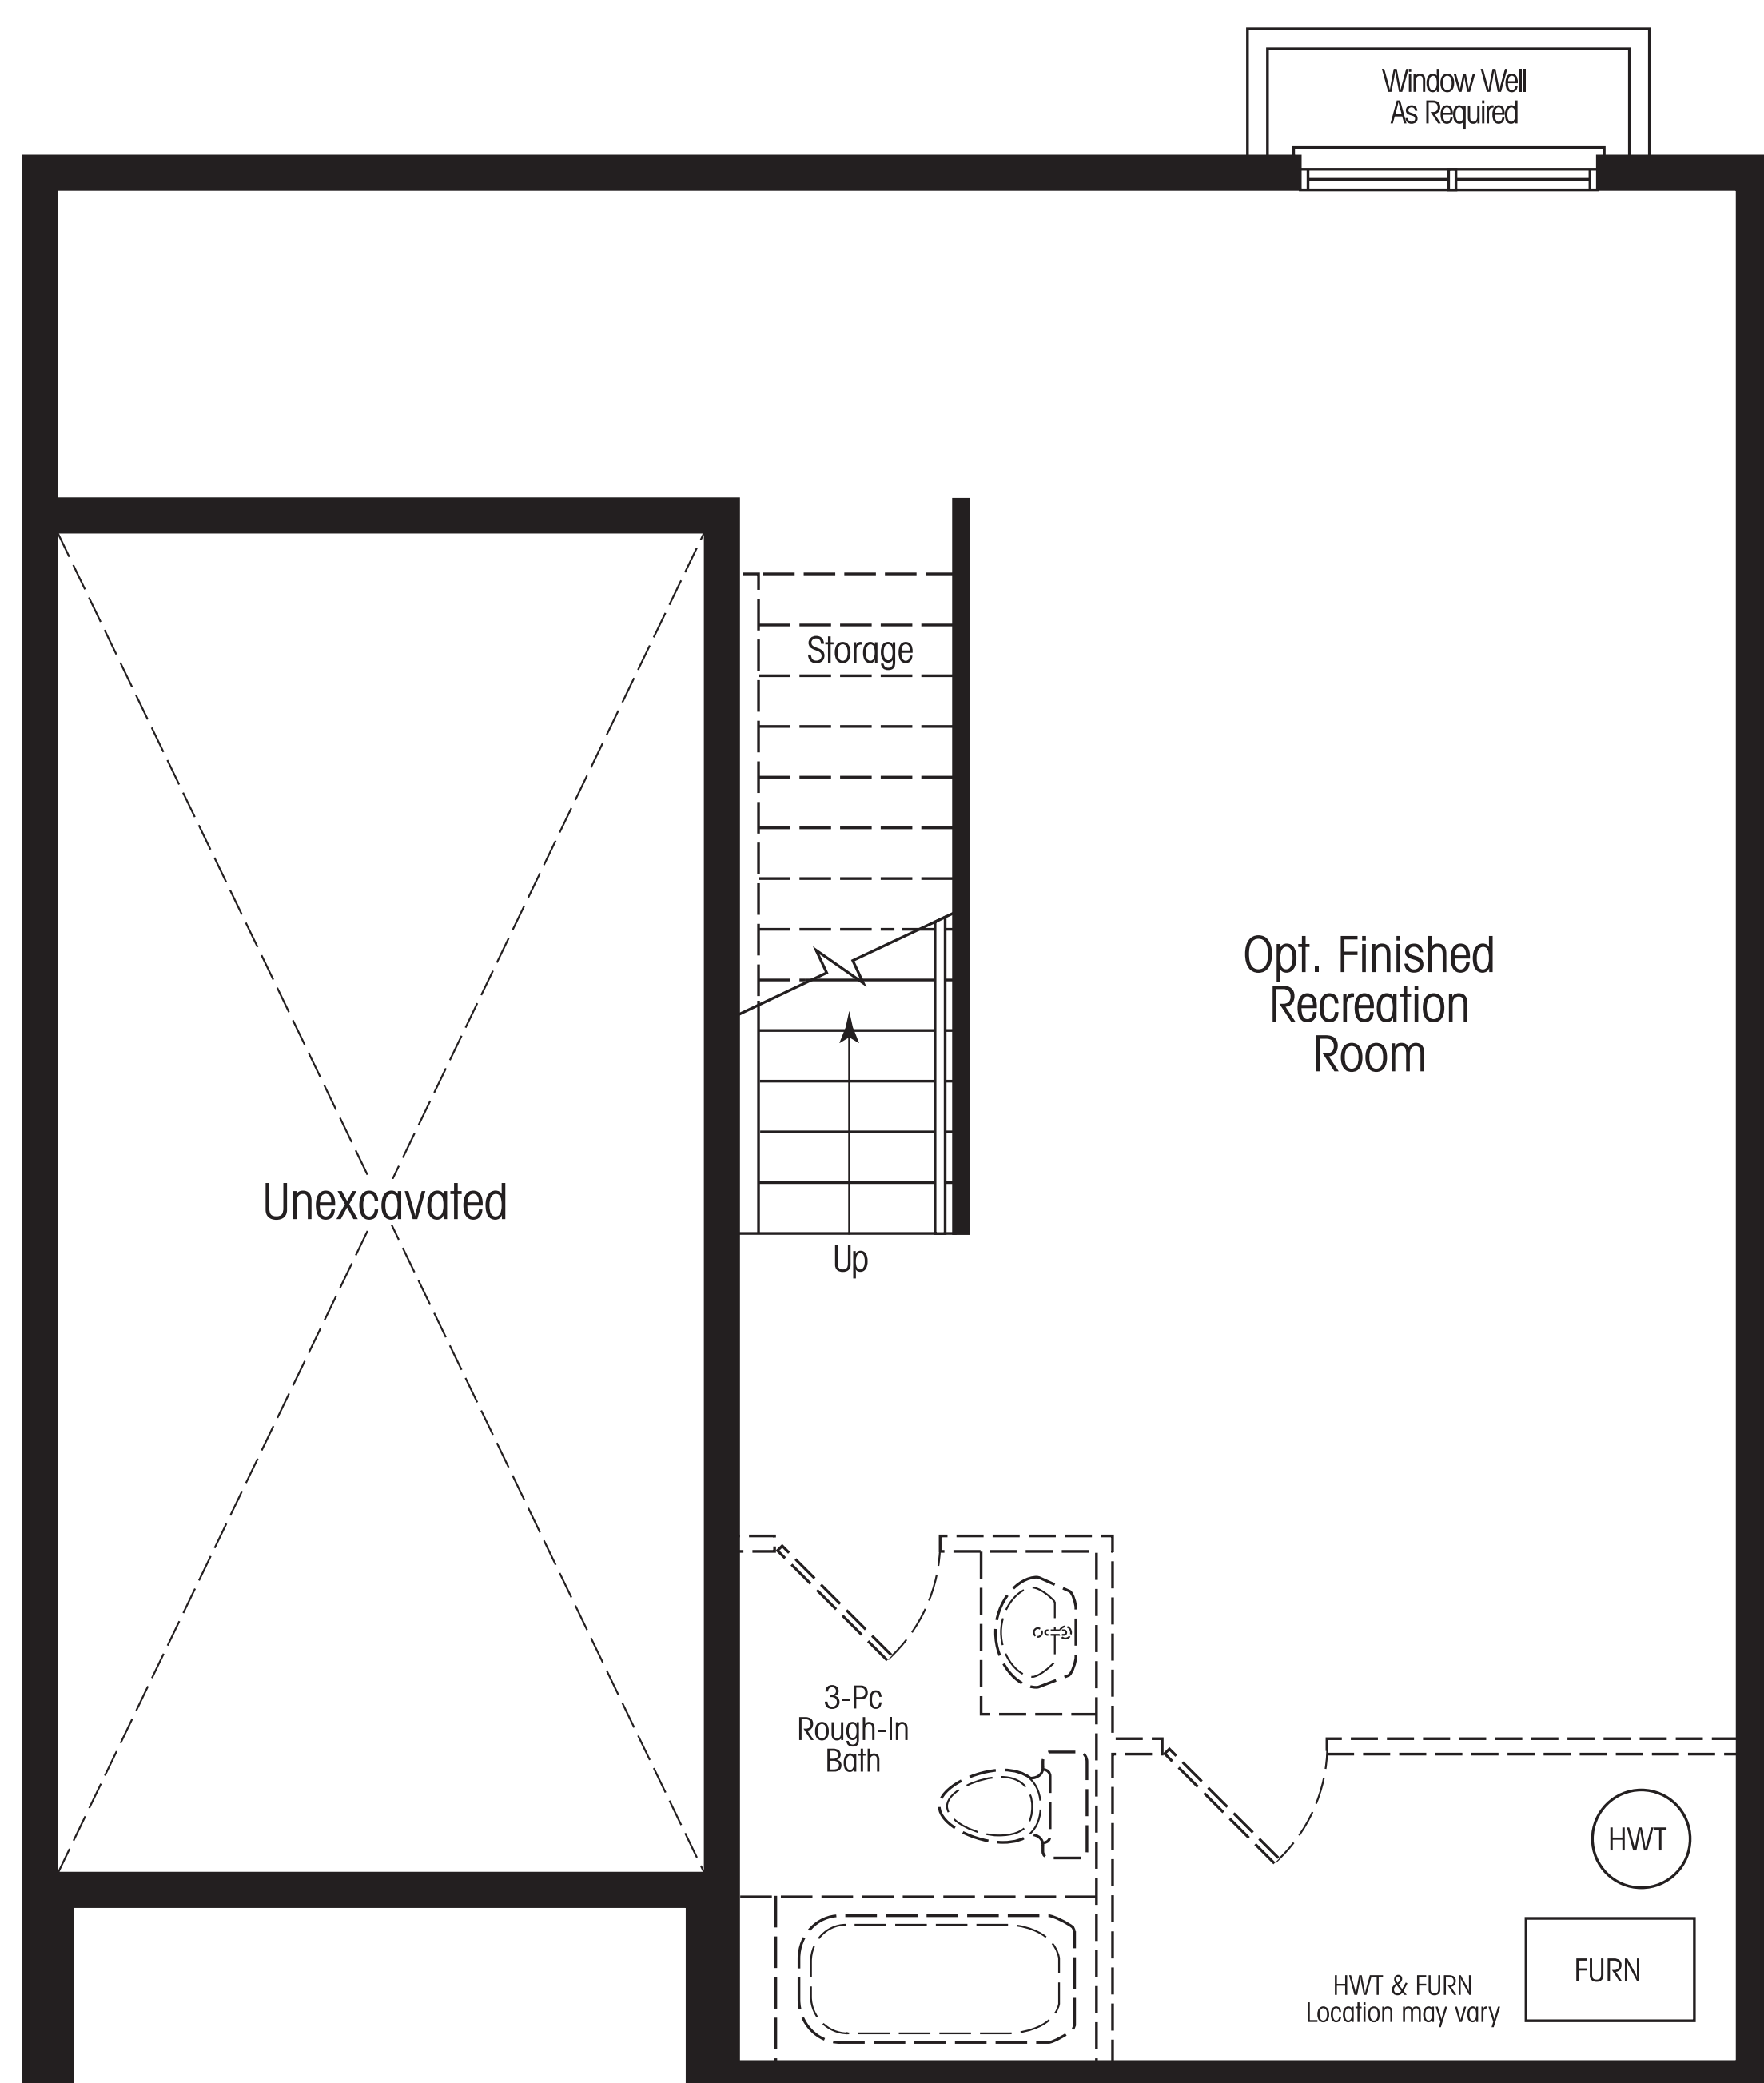 Window Well
As Required
Storage
Opt. Finished
Recreation
Room
Unexcavated
Up
3-Pc
Rough-In
Bath
HWT
FURN
HWT & FURN
Location may vary